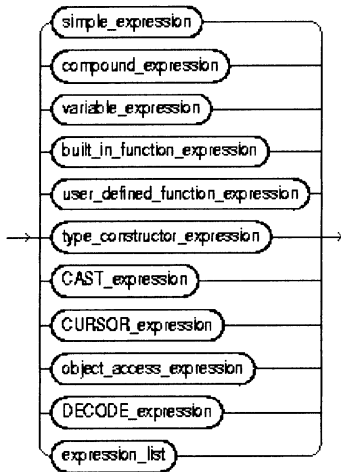 simple_expression
compound_expression
variable_expression
built_in_function_expression
user_defined_function_expression
type_constructor_expression
CAST_expression
CURSOR_expression
object_access_expression
DECODE_expression
expression_list